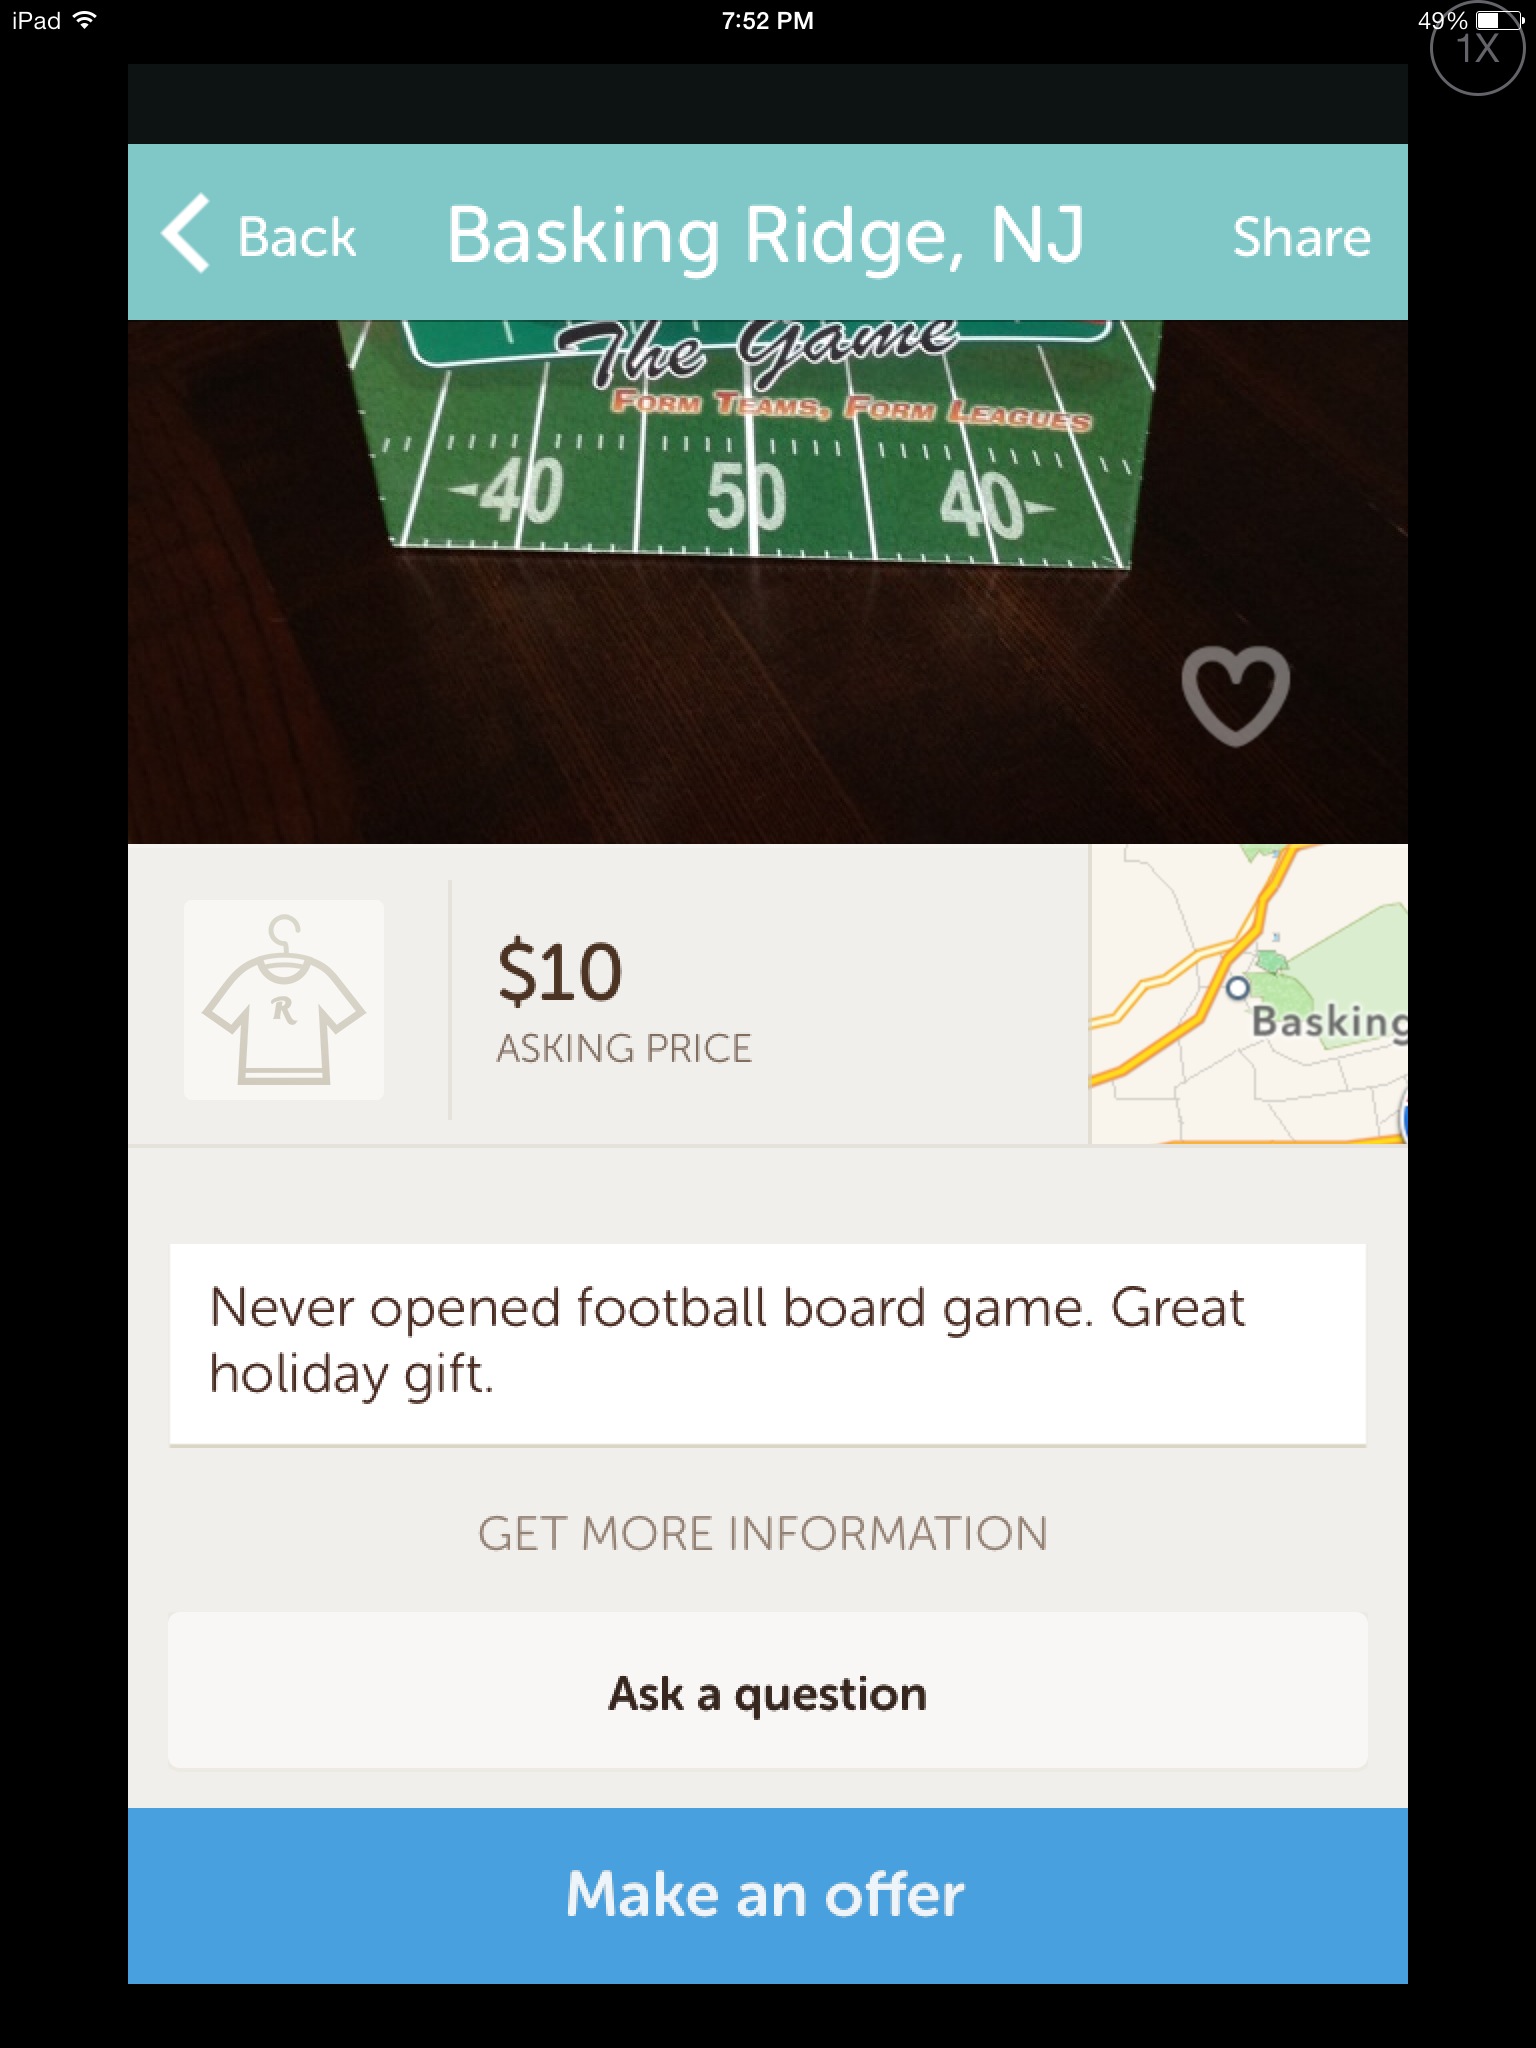 iPad 7:52 PM 49%
1X
Back Basking Ridge, NJ Share
The Game
FORM TEAMS, FORM LEAGUES
40 50 40
R
$10
ASKING PRICE
Basking
Never opened football board game. Great
holiday gift.
GET MORE INFORMATION
Ask a question
Make an offer